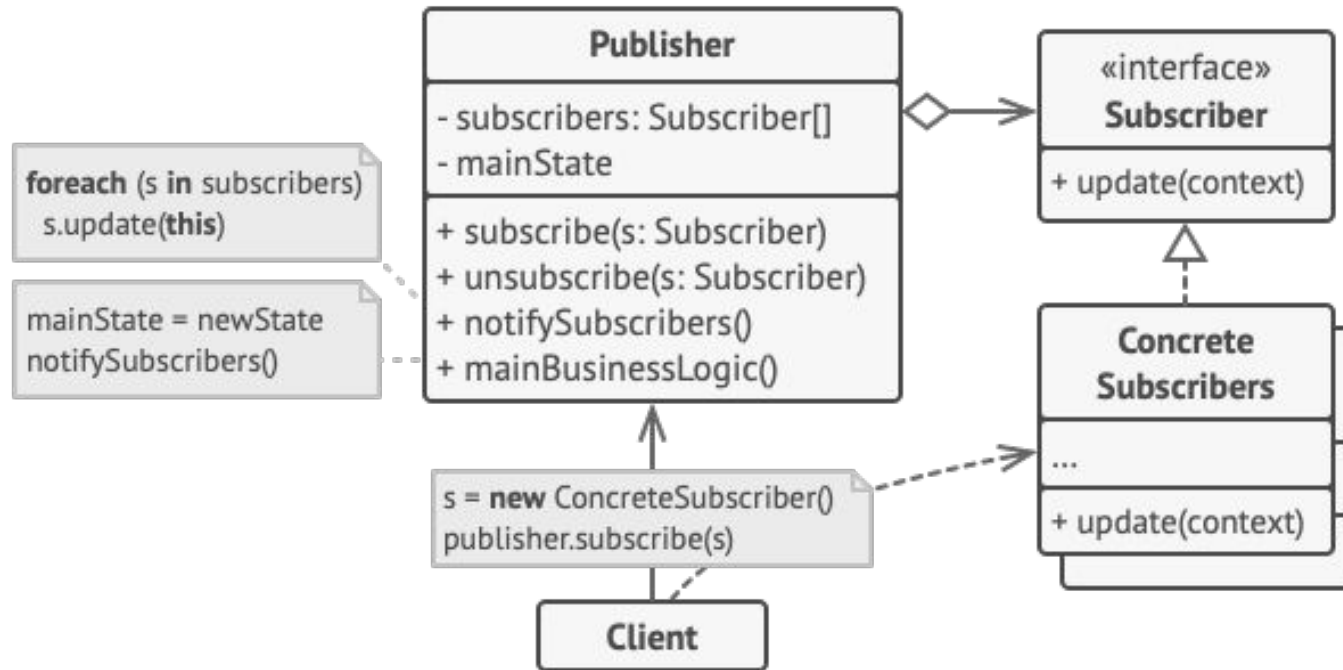 Publisher
- subscribers: Subscriber[]
- mainState
+ subscribe(s: Subscriber)
+ unsubscribe(s: Subscriber)
+ notifySubscribers()
+ mainBusinessLogic()
foreach (s in subscribers)
s.update(this)
mainState = newState
notifySubscribers()
«interface»
Subscriber
+ update(context)
Concrete
Subscribers
...
+ update(context)
s = new ConcreteSubscriber()
publisher.subscribe(s)
Client